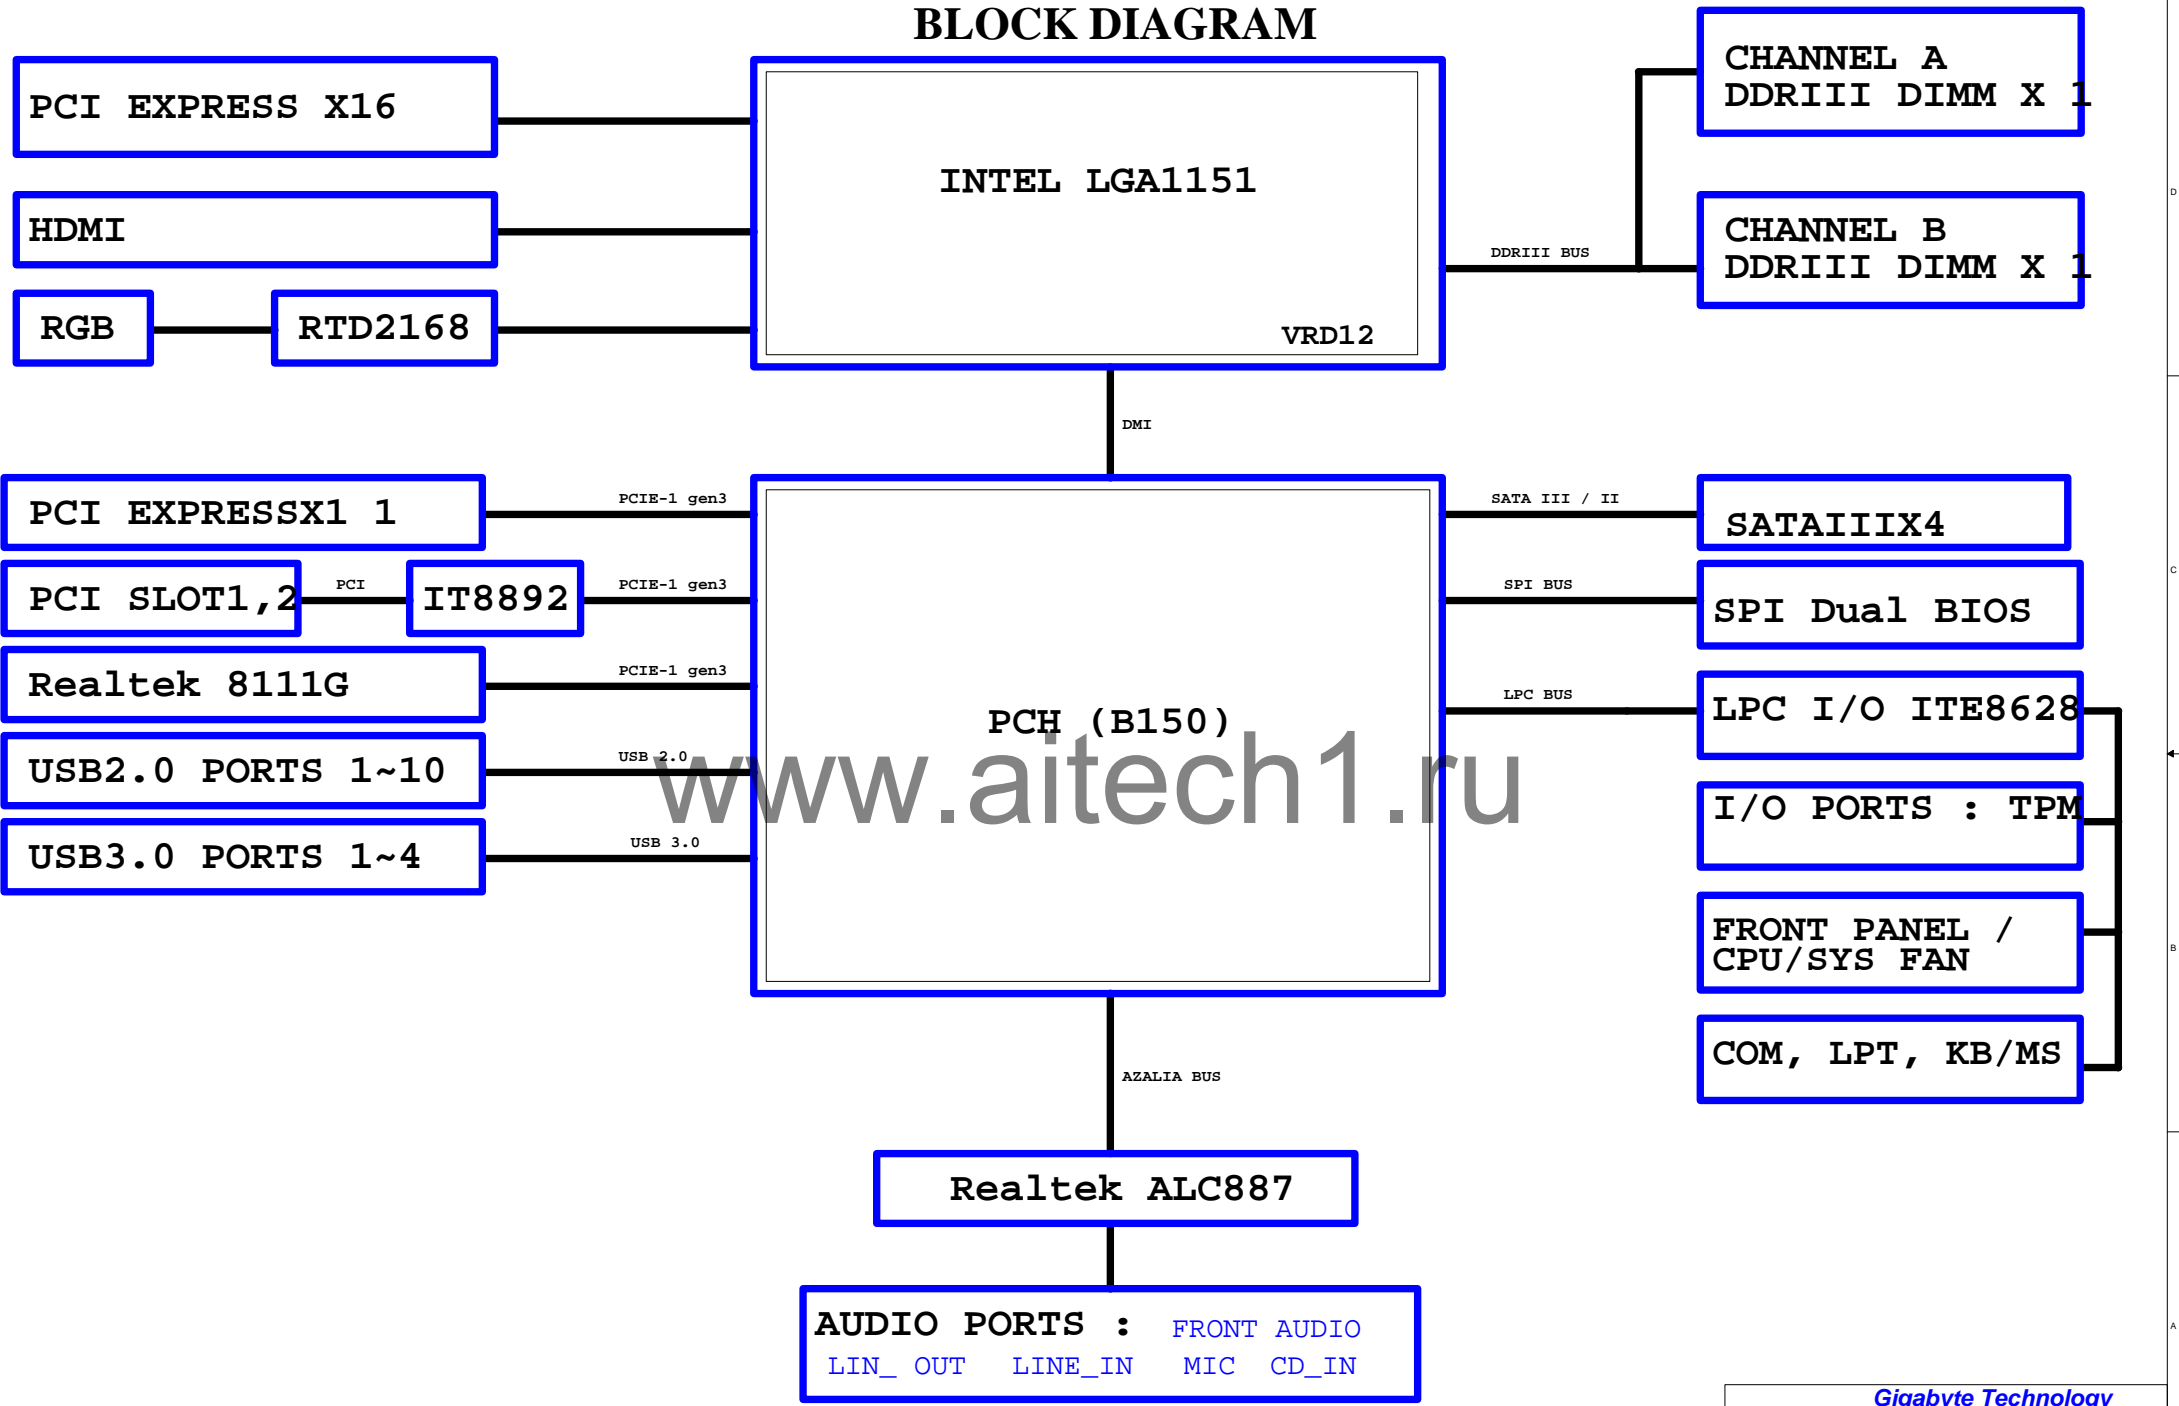 BLOCK DIAGRAM
PCI EXPRESS X16
HDMI
RGB
RTD2168
INTEL LGA1151
VRD12
DDRIII BUS
CHANNEL A
DDRIII DIMM X 1
CHANNEL B
DDRIII DIMM X 1
D
DMI
PCI EXPRESSX1 1
PCIE-1 gen3
PCI SLOT1,2
PCI
IT8892
PCIE-1 gen3
Realtek 8111G
PCIE-1 gen3
USB2.0 PORTS 1~10
USB 2.0
USB3.0 PORTS 1~4
USB 3.0
PCH (B150)
www.aitech1.ru
SATA III / II
SATAIIIX4
SPI BUS
SPI Dual BIOS
C
LPC BUS
LPC I/O ITE8628
I/O PORTS : TPM
FRONT PANEL /
CPU/SYS FAN
B
COM, LPT, KB/MS
AZALIA BUS
Realtek ALC887
AUDIO PORTS : FRONT AUDIO
LIN_ OUT LINE_IN MIC CD_IN
A
Gigabyte Technology